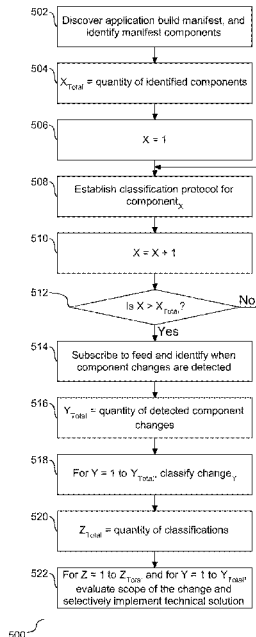 502
Discover application build manifest, and
identify manifest components
504
X_Total = quantity of identified components
506
X = 1
508
Establish classification protocol for
component_X
510
X = X + 1
512
Is X > X_Total?
No
Yes
514
Subscribe to feed and identify when
component changes are detected
516
Y_Total = quantity of detected component
changes
518
For Y = 1 to Y_Total, classify change_Y
520
Z_Total = quantity of classifications
522
For Z = 1 to Z_Total and for Y = 1 to Y_Total,
evaluate scope of the change and
selectively implement technical solution
500